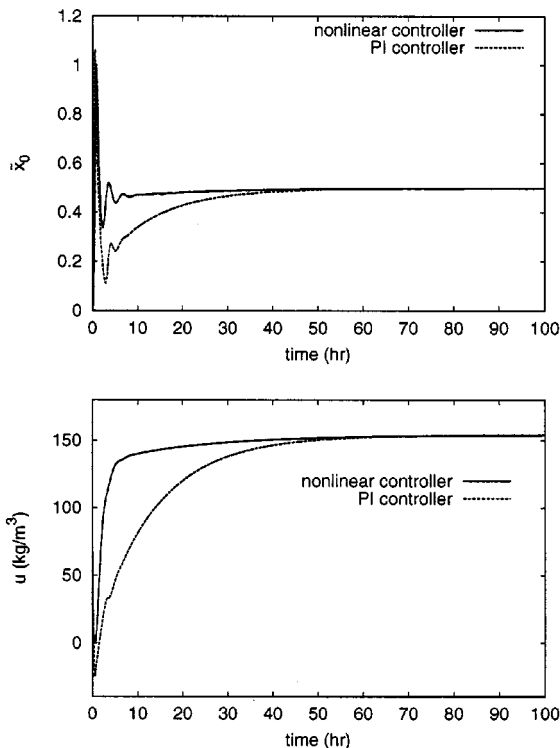 1.2
nonlinear controller
PI controller
1
0.8
x̃₀
0.6
0.4
0.2
0
0 10 20 30 40 50 60 70 80 90 100
time (hr)
150
nonlinear controller
PI controller
100
u (kg/m³)
50
0
0 10 20 30 40 50 60 70 80 90 100
time (hr)